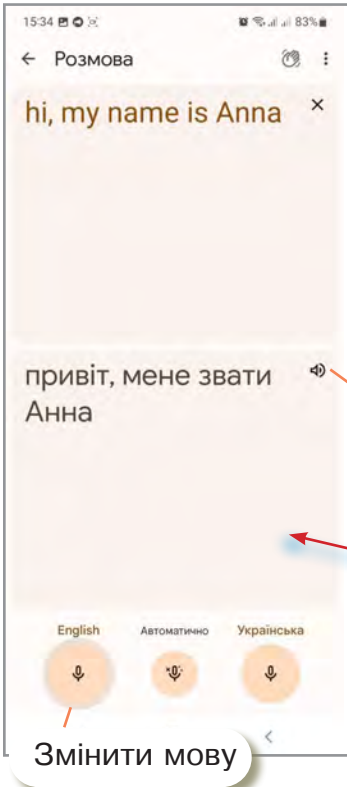 15:34 83%
Розмова
hi, my name is Anna
привіт, мене звати
Анна
English Автоматично Українська
Змінити мову